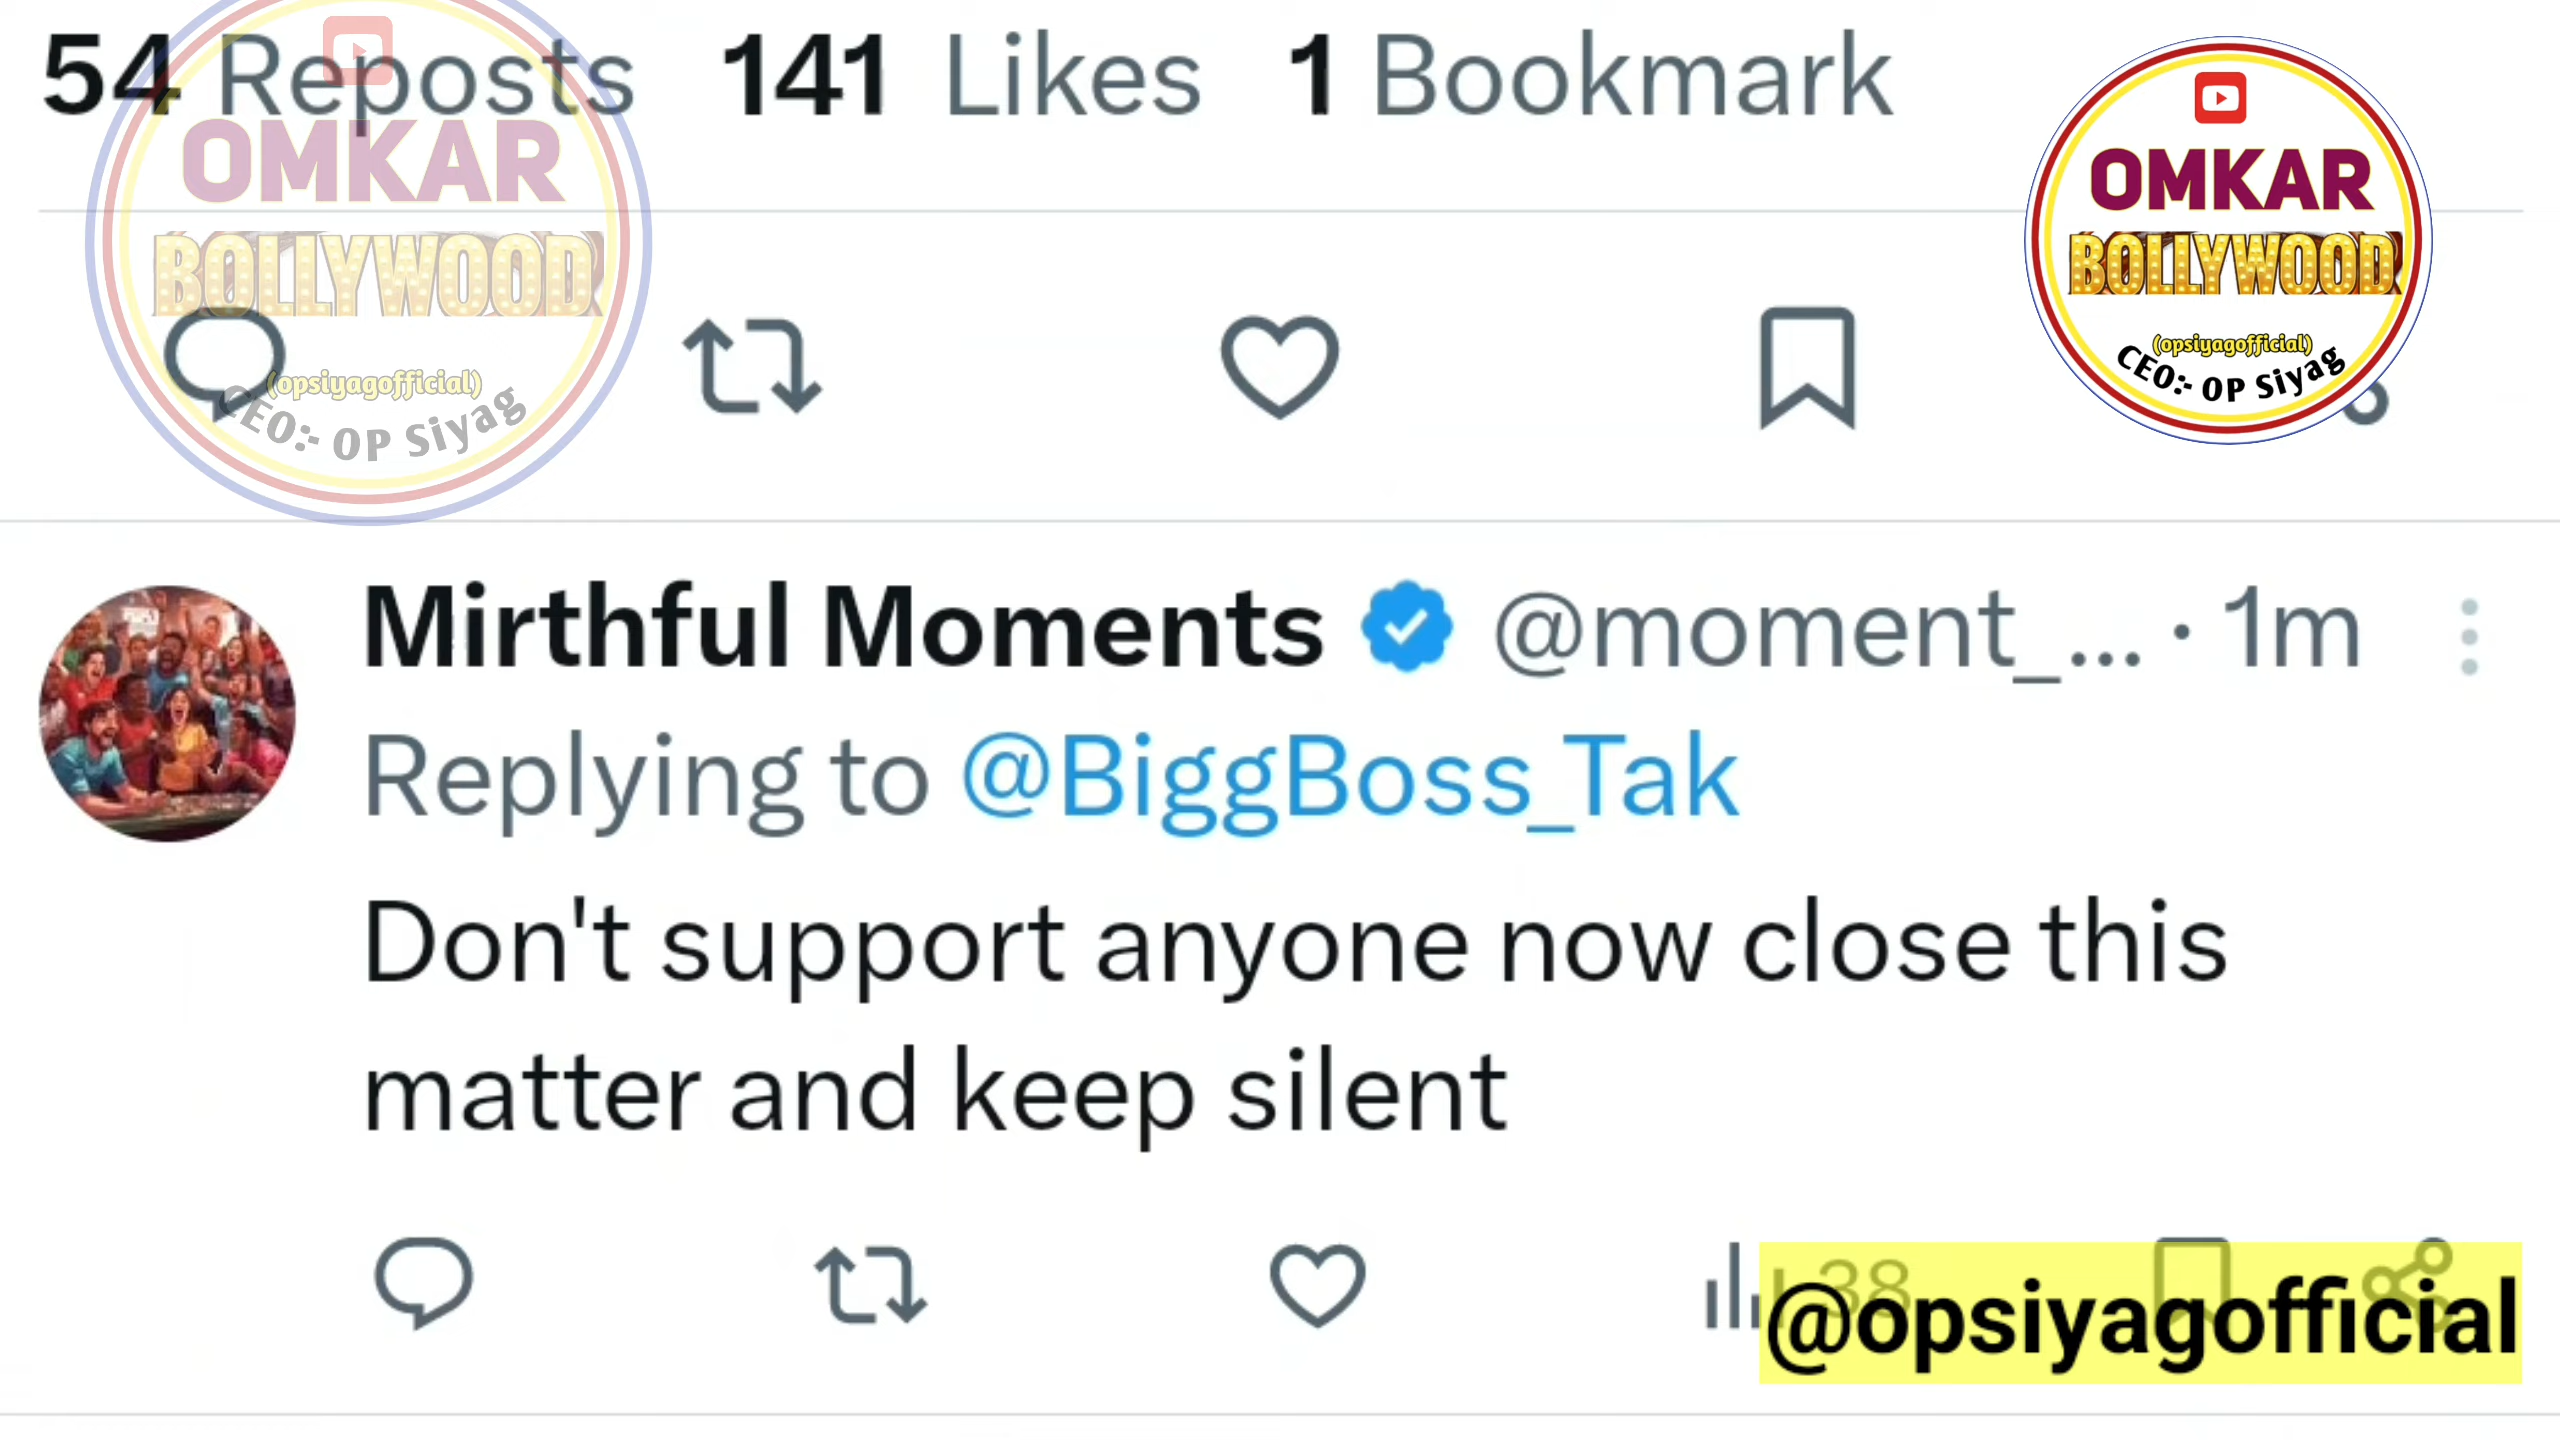 54 Reposts 141 Likes 1 Bookmark
OMKAR
BOLLYWOOD
(opsiyagofficial)
CEO:- OP Siyag
OMKAR
BOLLYWOOD
(opsiyagofficial)
CEO:- OP Siyag
Mirthful Moments @moment_... · 1m
Replying to @BiggBoss_Tak
Don't support anyone now close this
matter and keep silent
38
@opsiyagofficial